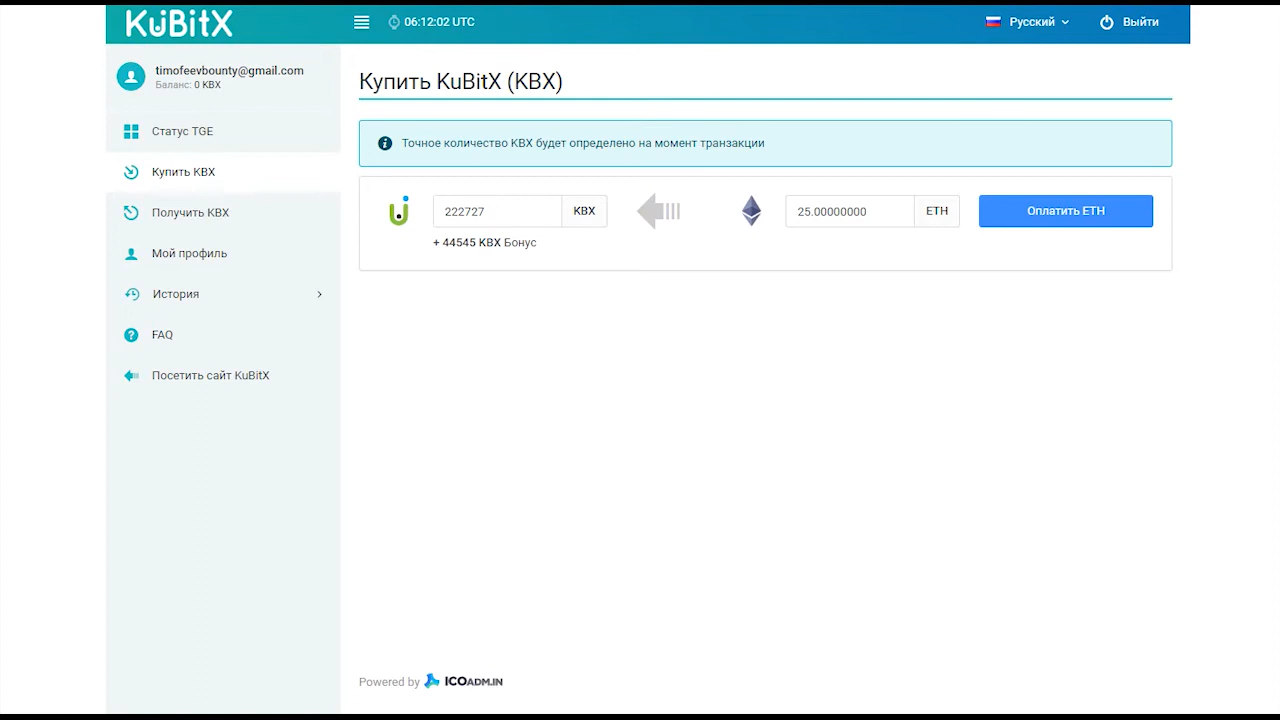 KuBitX
06:12:02 UTC
Русский
Выйти
timofeevbounty@gmail.com
Баланс: 0 KBX
Статус TGE
Купить KBX
Получить KBX
Мой профиль
История
FAQ
Посетить сайт KuBitX
Купить KuBitX (KBX)
Точное количество KBX будет определено на момент транзакции
222727 KBX
25.00000000 ETH
Оплатить ETH
+ 44545 KBX Бонус
Powered by ICOADM.IN